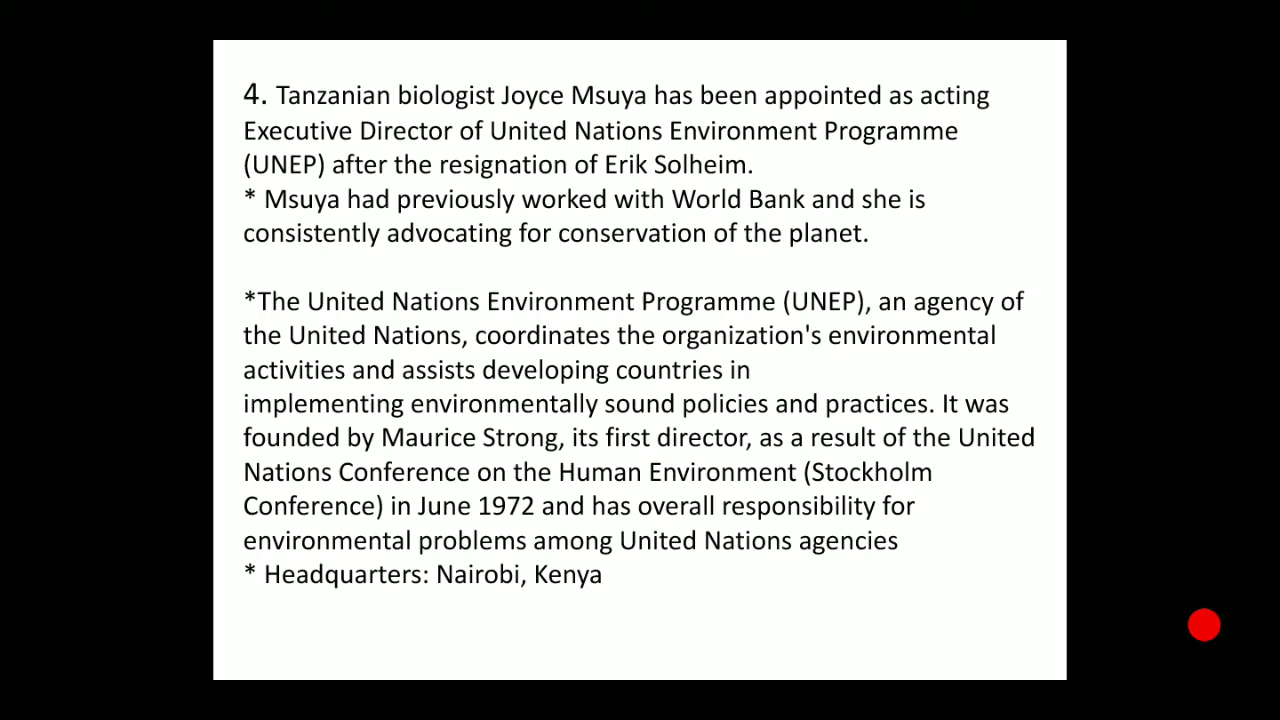 4. Tanzanian biologist Joyce Msuya has been appointed as acting
Executive Director of United Nations Environment Programme
(UNEP) after the resignation of Erik Solheim.
* Msuya had previously worked with World Bank and she is
consistently advocating for conservation of the planet.
*The United Nations Environment Programme (UNEP), an agency of
the United Nations, coordinates the organization's environmental
activities and assists developing countries in
implementing environmentally sound policies and practices. It was
founded by Maurice Strong, its first director, as a result of the United
Nations Conference on the Human Environment (Stockholm
Conference) in June 1972 and has overall responsibility for
environmental problems among United Nations agencies
* Headquarters: Nairobi, Kenya